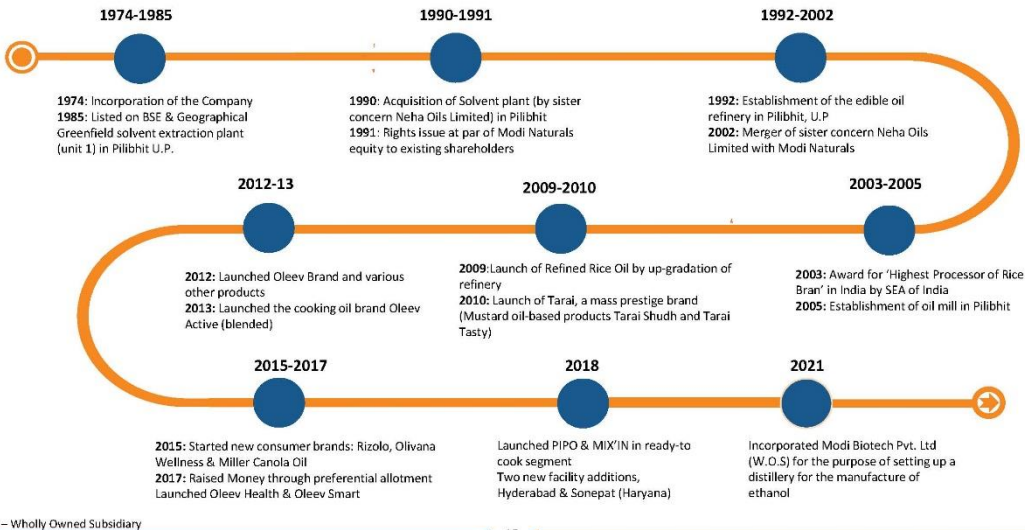 1974-1985
1974: Incorporation of the Company
1985: Listed on BSE & Geographical
Greenfield solvent extraction plant
(unit 1) in Pilibhit U.P.
1990-1991
1990: Acquisition of Solvent plant (by sister
concern Neha Oils Limited) in Pilibhit
1991: Rights issue at par of Modi Naturals
equity to existing shareholders
1992-2002
1992: Establishment of the edible oil
refinery in Pilibhit, U.P
2002: Merger of sister concern Neha Oils
Limited with Modi Naturals
2003-2005
2003: Award for 'Highest Processor of Rice
Bran' in India by SEA of India
2005: Establishment of oil mill in Pilibhit
2009-2010
2009:Launch of Refined Rice Oil by up-gradation of
refinery
2010: Launch of Tarai, a mass prestige brand
(Mustard oil-based products Tarai Shudh and Tarai
Tasty)
2012-13
2012: Launched Oleev Brand and various
other products
2013: Launched the cooking oil brand Oleev
Active (blended)
2015-2017
2015: Started new consumer brands: Rizolo, Olivana
Wellness & Miller Canola Oil
2017: Raised Money through preferential allotment
Launched Oleev Health & Oleev Smart
2018
Launched PIPO & MIX'IN in ready-to
cook segment
Two new facility additions,
Hyderabad & Sonepat (Haryana)
2021
Incorporated Modi Biotech Pvt. Ltd
(W.O.S) for the purpose of setting up a
distillery for the manufacture of
ethanol
– Wholly Owned Subsidiary